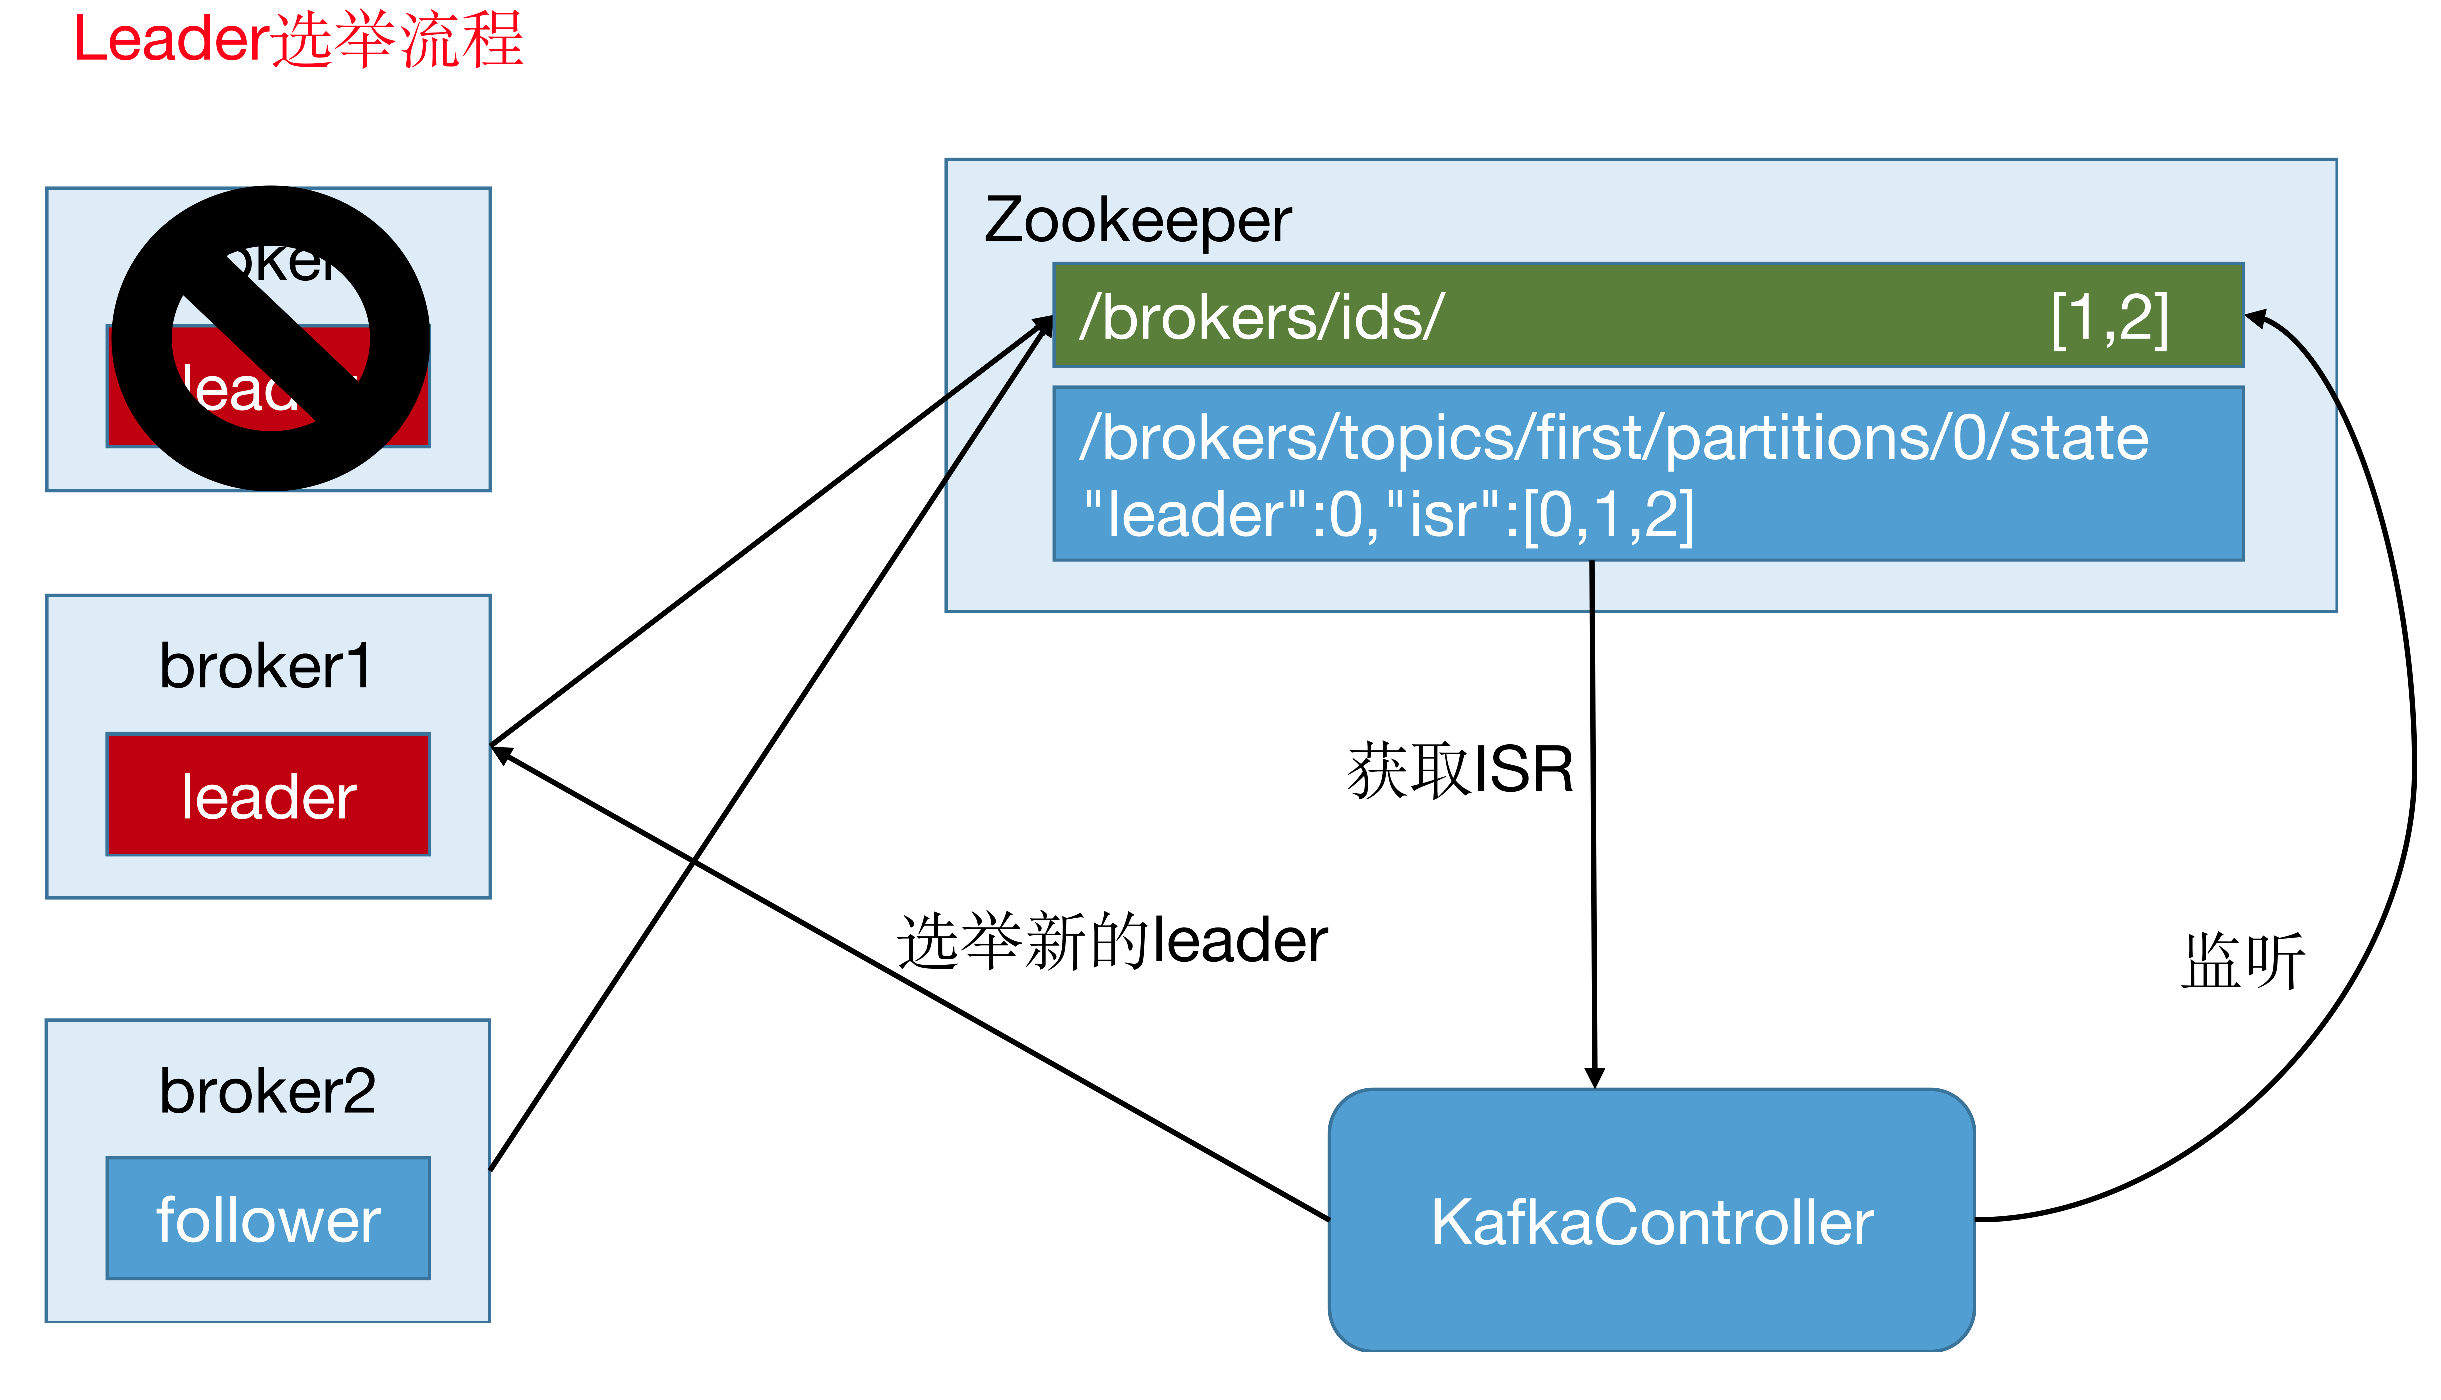 Leader选举流程
Zookeeper
/brokers/ids/ [1,2]
/brokers/topics/first/partitions/0/state
"leader":0,"isr":[0,1,2]
broker1
leader
获取ISR
选举新的leader
监听
broker2
follower
KafkaController